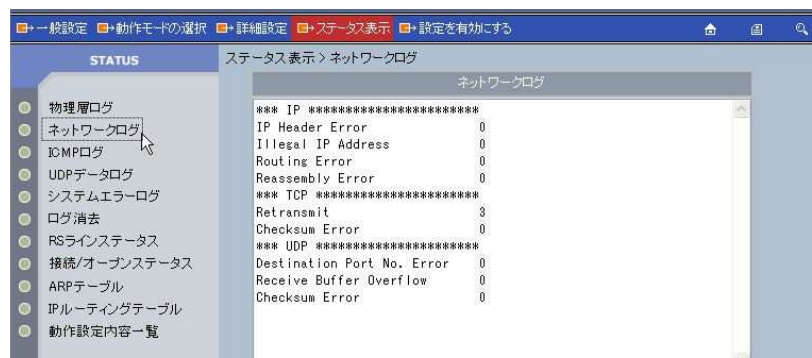 一般設定 動作モードの選択 詳細設定 ステータス表示 設定を有効にする
STATUS
ステータス表示 > ネットワークログ
物理層ログ
ネットワークログ
ICMPログ
UDPデータログ
システムエラーログ
ログ消去
RSラインステータス
接続/オープンステータス
ARPテーブル
IPルーティングテーブル
動作設定内容一覧
ネットワークログ
*** IP ***********************
IP Header Error 0
Illegal IP Address 0
Routing Error 0
Reassembly Error 0
*** TCP **********************
Retransmit 3
Checksum Error 0
*** UDP **********************
Destination Port No. Error 0
Receive Buffer Overflow 0
Checksum Error 0